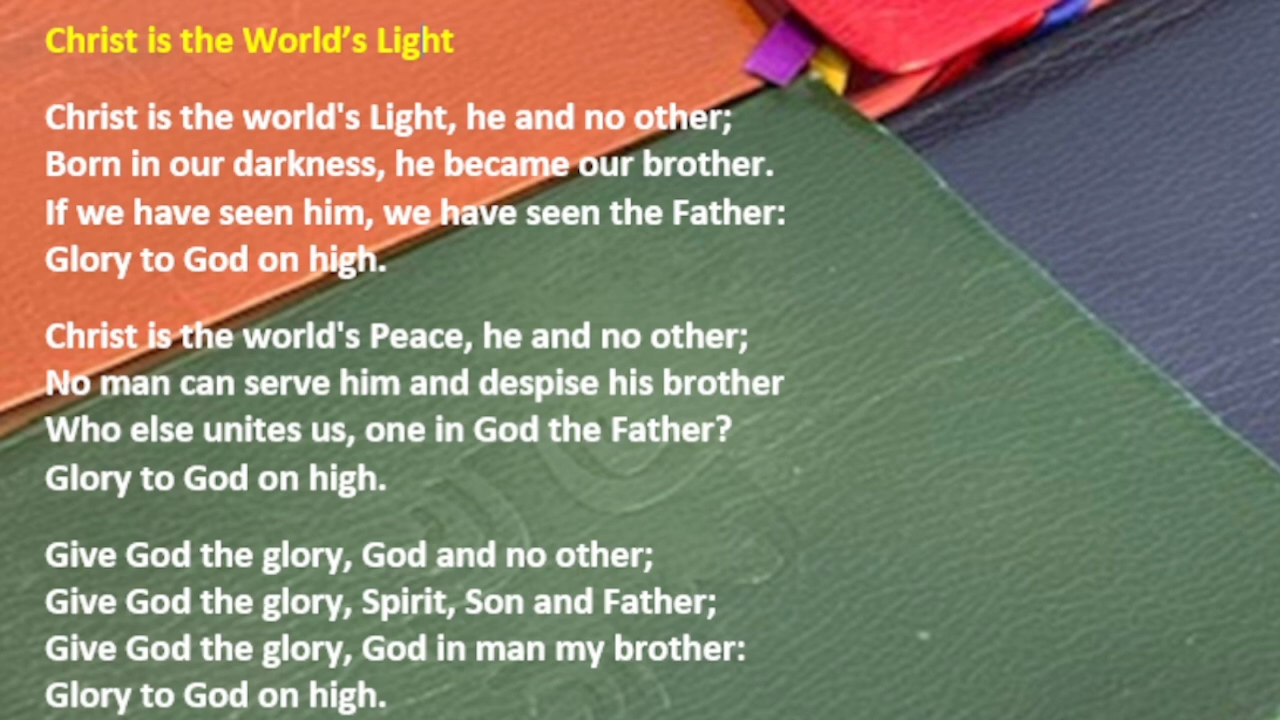 Christ is the World’s Light
Christ is the world's Light, he and no other;
Born in our darkness, he became our brother.
If we have seen him, we have seen the Father:
Glory to God on high.
Christ is the world's Peace, he and no other;
No man can serve him and despise his brother
Who else unites us, one in God the Father?
Glory to God on high.
Give God the glory, God and no other;
Give God the glory, Spirit, Son and Father;
Give God the glory, God in man my brother:
Glory to God on high.